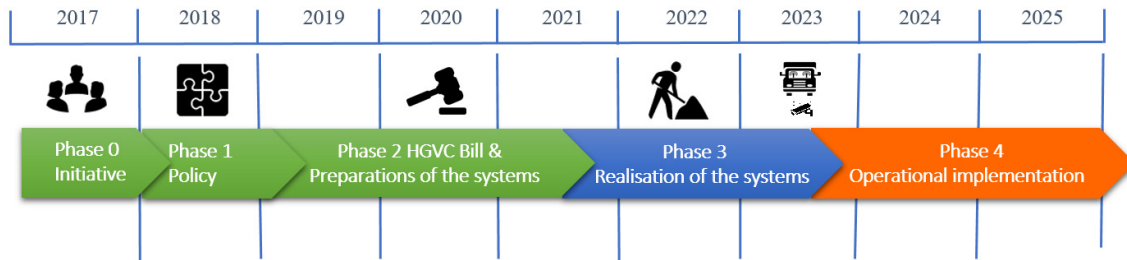 2017 2018 2019 2020 2021 2022 2023 2024 2025
Phase 0
Initiative
Phase 1
Policy
Phase 2 HGVC Bill &
Preparations of the systems
Phase 3
Realisation of the systems
Phase 4
Operational implementation